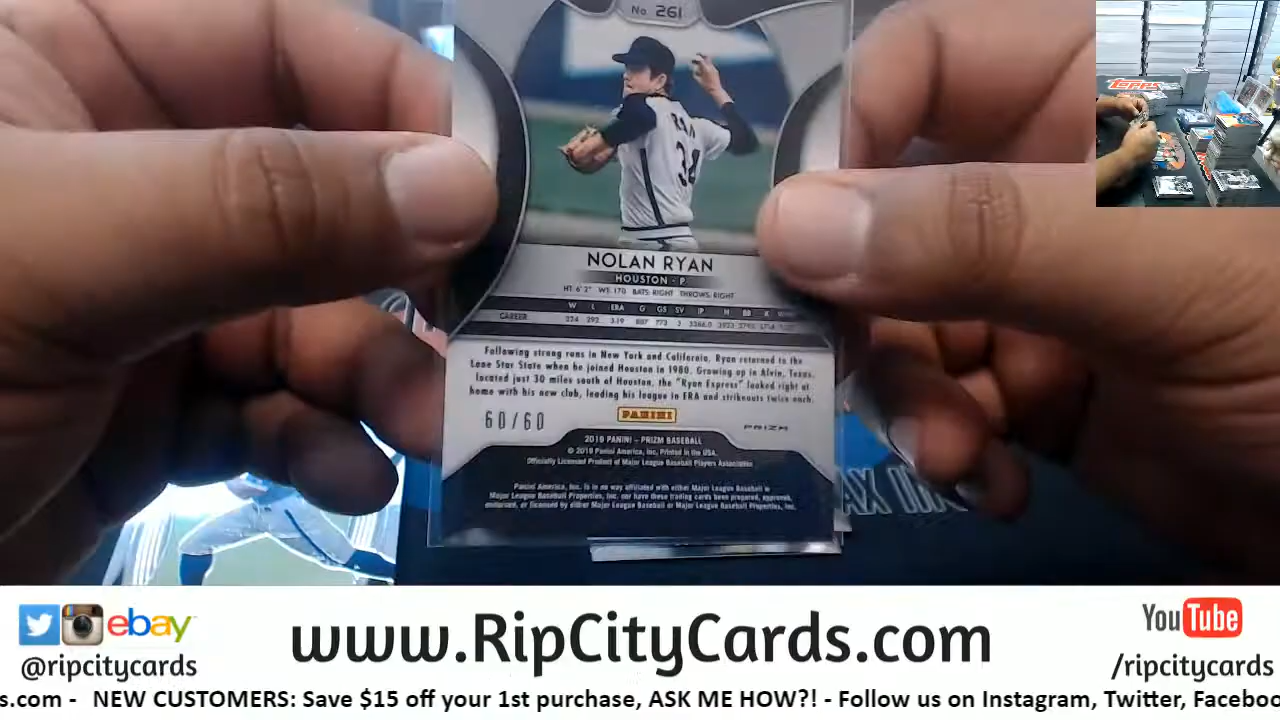 No. 261
RYAN
34
NOLAN RYAN
HOUSTON - P
HT: 6'2" WT: 170 BATS: RIGHT THROWS: RIGHT
W L ERA G GS SV IP H BB K
CAREER 324 292 3.19 807 773 3 5386.0
Following strong runs in New York and California, Ryan returned to the
Lone Star State when he joined Houston in 1980. Growing up in Alvin, Texas,
located just 30 miles south of Houston, the "Ryan Express" looked right at
home with his new club, leading his league in ERA and strikeouts twice each.
60/60
PANINI
PRIZM
2019 PANINI – PRIZM BASEBALL
© 2019 Panini America, Inc. Printed in the USA.
Officially Licensed Product of Major League Baseball Players Association
Panini America, Inc. is in no way affiliated with either Major League Baseball or
Major League Baseball Properties, Inc. nor have these trading cards been prepared, approved,
endorsed, or licensed by either Major League Baseball or Major League Baseball Properties, Inc.
Topps
ebay
@ripcitycards
www.RipCityCards.com
YouTube
/ripcitycards
s.com - NEW CUSTOMERS: Save $15 off your 1st purchase, ASK ME HOW?! - Follow us on Instagram, Twitter, Facebo